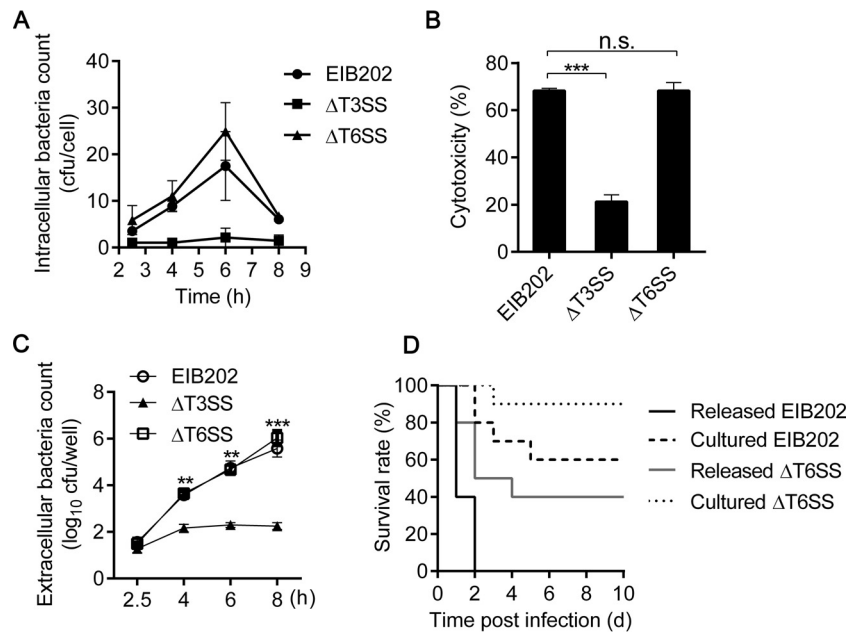 A
Intracellular bacteria count
(cfu/cell)
40
30
20
10
0
2 3 4 5 6 7 8 9
Time (h)
EIB202
ΔT3SS
ΔT6SS
B
Cytotoxicity (%)
80
60
40
20
0
n.s.
***
EIB202
ΔT3SS
ΔT6SS
C
Extracellular bacteria count
(log10 cfu/well)
8
6
4
2
0
2.5 4 6 8 (h)
EIB202
ΔT3SS
ΔT6SS
** ** ***
D
Survival rate (%)
100
80
60
40
20
0
0 2 4 6 8 10
Time post infection (d)
Released EIB202
Cultured EIB202
Released ΔT6SS
Cultured ΔT6SS